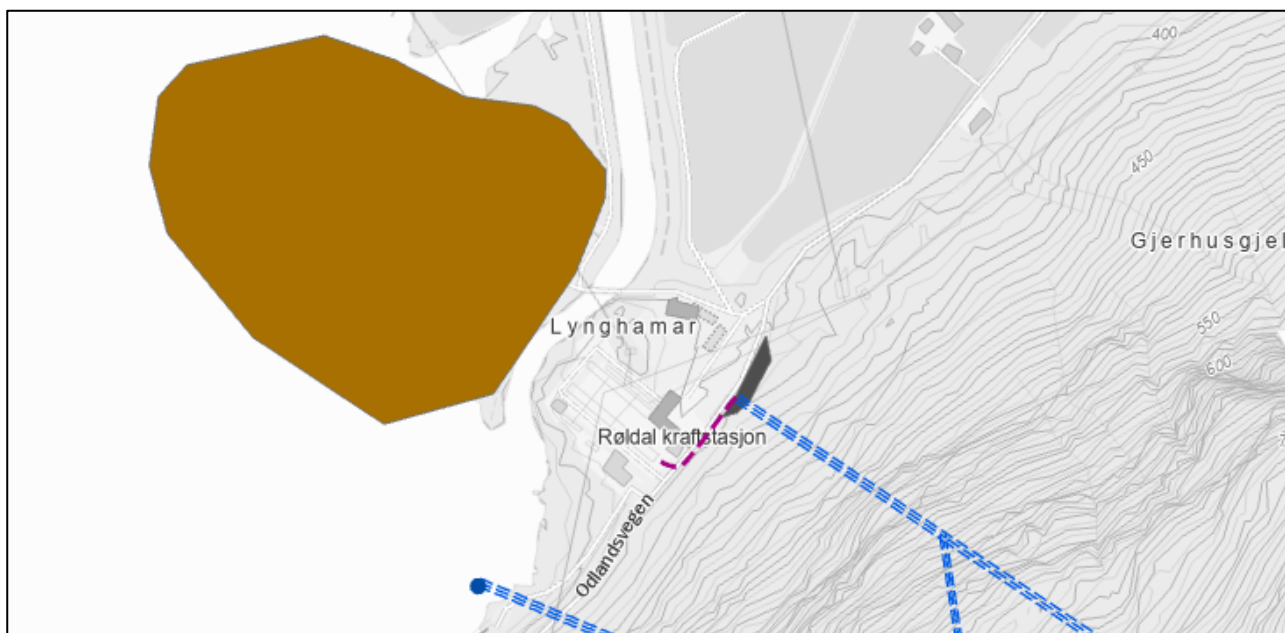 400
450
Gjerhusgjel
550
Lynghamar
600
Røldal kraftstasjon
Odlandsvegen